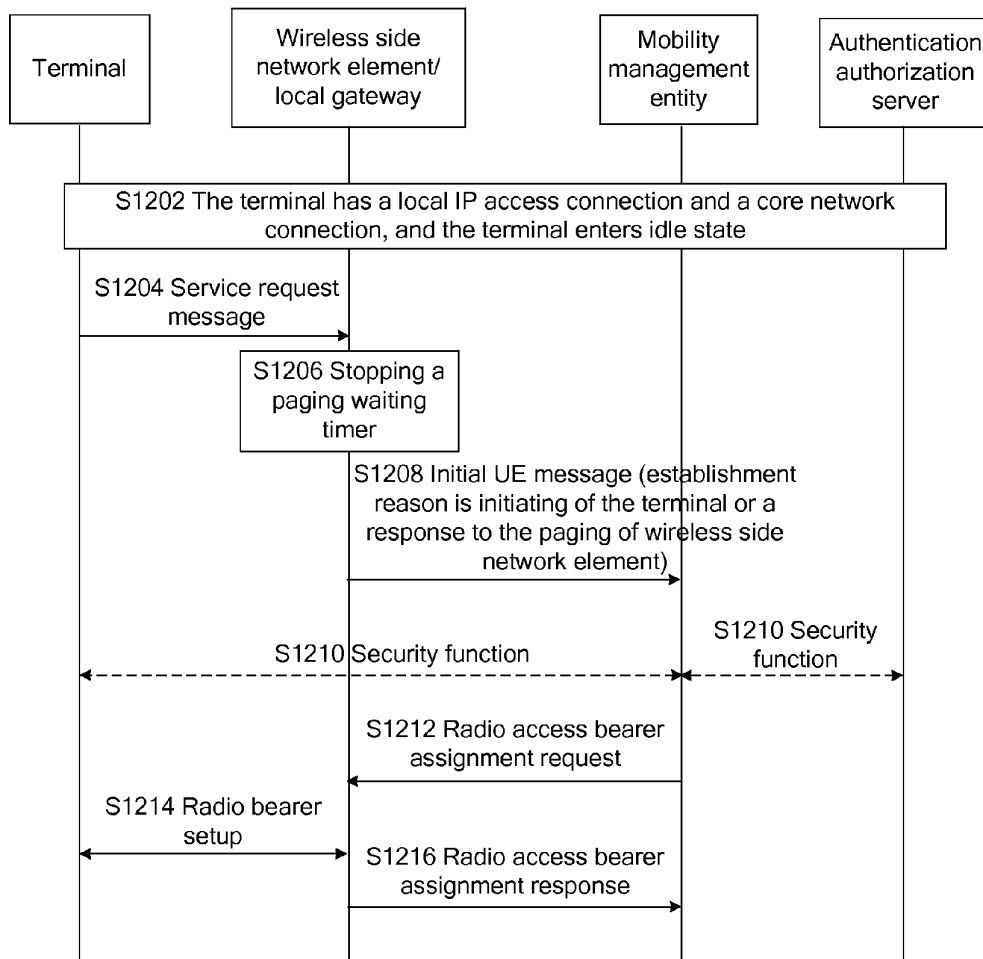 Terminal
Wireless side
network element/
local gateway
Mobility
management
entity
Authentication
authorization
server
S1202 The terminal has a local IP access connection and a core network
connection, and the terminal enters idle state
S1204 Service request
message
S1206 Stopping a
paging waiting
timer
S1208 Initial UE message (establishment
reason is initiating of the terminal or a
response to the paging of wireless side
network element)
S1210 Security function
S1210 Security
function
S1212 Radio access bearer
assignment request
S1214 Radio bearer
setup
S1216 Radio access bearer
assignment response